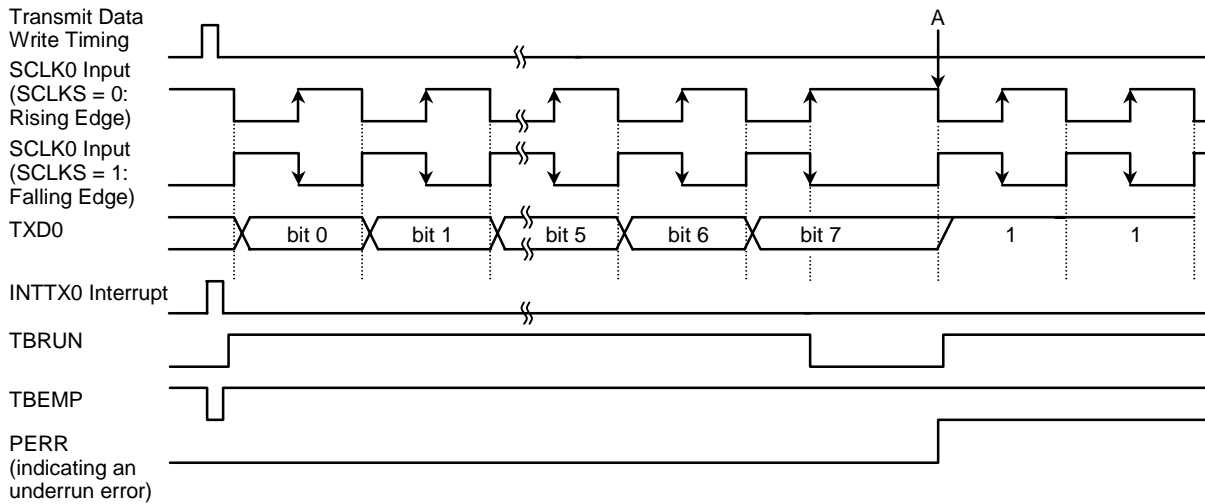 Transmit Data
Write Timing
A
SCLK0 Input
(SCLKS = 0:
Rising Edge)
SCLK0 Input
(SCLKS = 1:
Falling Edge)
TXD0
bit 0
bit 1
bit 5
bit 6
bit 7
1
1
INTTX0 Interrupt
TBRUN
TBEMP
PERR
(indicating an
underrun error)